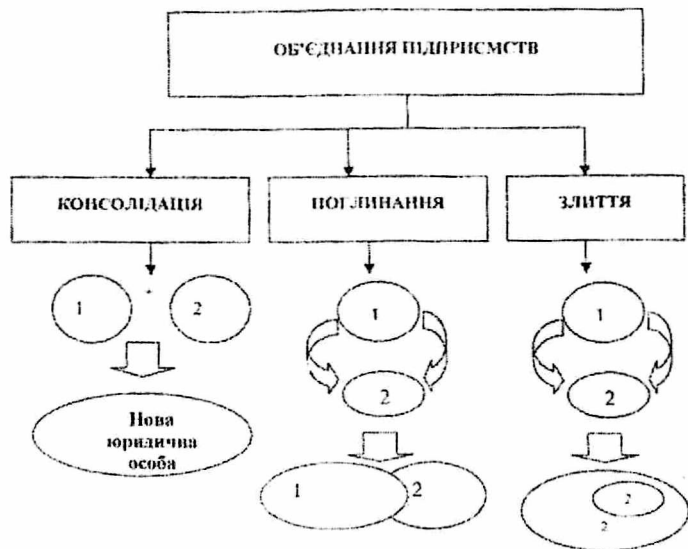 ОБ'ЄДНАННЯ ПІДПРИЄМСТВ
КОНСОЛІДАЦІЯ
ПОГЛИНАННЯ
ЗЛИТТЯ
1 + 2
1
1
2
2
Нова
юридична
особа
1 2
2
2